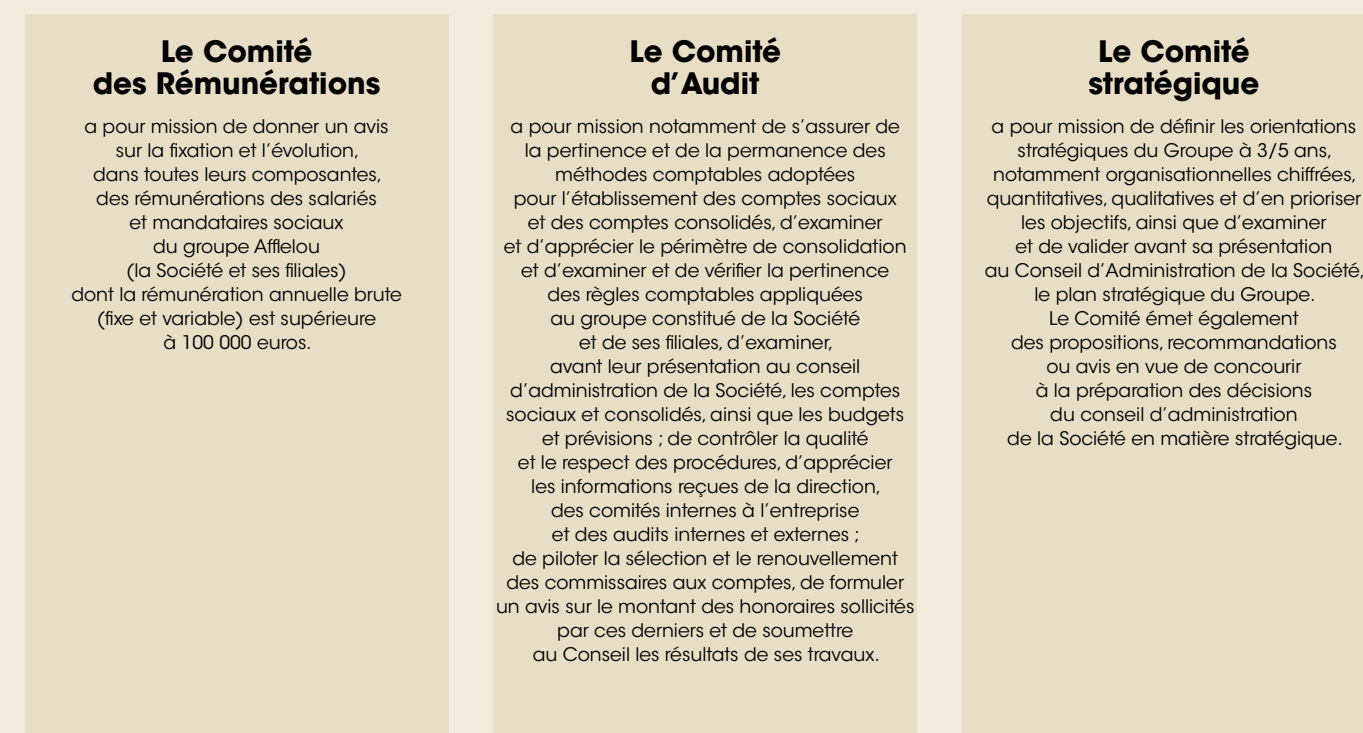 Le Comité
des Rémunérations
a pour mission de donner un avis
sur la fixation et l'évolution,
dans toutes leurs composantes,
des rémunérations des salariés
et mandataires sociaux
du groupe Afflelou
(la Société et ses filiales)
dont la rémunération annuelle brute
(fixe et variable) est supérieure
à 100 000 euros.
Le Comité
d'Audit
a pour mission notamment de s'assurer de
la pertinence et de la permanence des
méthodes comptables adoptées
pour l'établissement des comptes sociaux
et des comptes consolidés, d'examiner
et d'apprécier le périmètre de consolidation
et d'examiner et de vérifier la pertinence
des règles comptables appliquées
au groupe constitué de la Société
et de ses filiales, d'examiner,
avant leur présentation au conseil
d'administration de la Société, les comptes
sociaux et consolidés, ainsi que les budgets
et prévisions ; de contrôler la qualité
et le respect des procédures, d'apprécier
les informations reçues de la direction,
des comités internes à l'entreprise
et des audits internes et externes ;
de piloter la sélection et le renouvellement
des commissaires aux comptes, de formuler
un avis sur le montant des honoraires sollicités
par ces derniers et de soumettre
au Conseil les résultats de ses travaux.
Le Comité
stratégique
a pour mission de définir les orientations
stratégiques du Groupe à 3/5 ans,
notamment organisationnelles chiffrées,
quantitatives, qualitatives et d'en prioriser
les objectifs, ainsi que d'examiner
et de valider avant sa présentation
au Conseil d'Administration de la Société,
le plan stratégique du Groupe.
Le Comité émet également
des propositions, recommandations
ou avis en vue de concourir
à la préparation des décisions
du conseil d'administration
de la Société en matière stratégique.